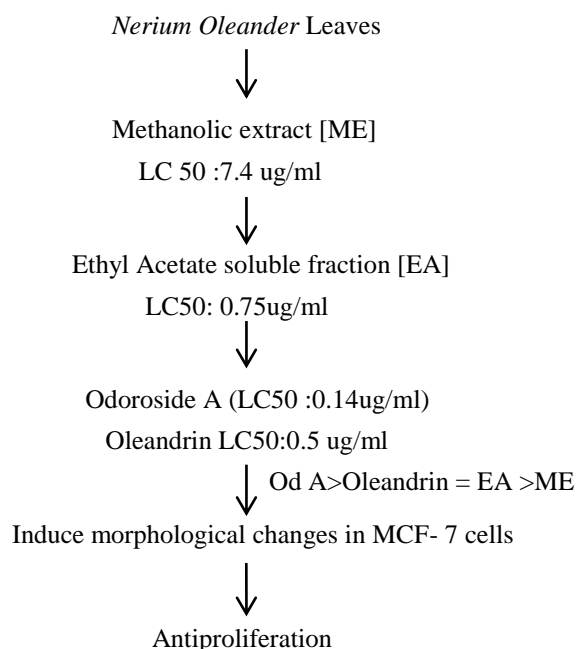 Nerium Oleander Leaves
Methanolic extract [ME]
LC 50 :7.4 ug/ml
Ethyl Acetate soluble fraction [EA]
LC50: 0.75ug/ml
Odoroside A (LC50 :0.14ug/ml)
Oleandrin LC50:0.5 ug/ml
Od A>Oleandrin = EA >ME
Induce morphological changes in MCF- 7 cells
Antiproliferation